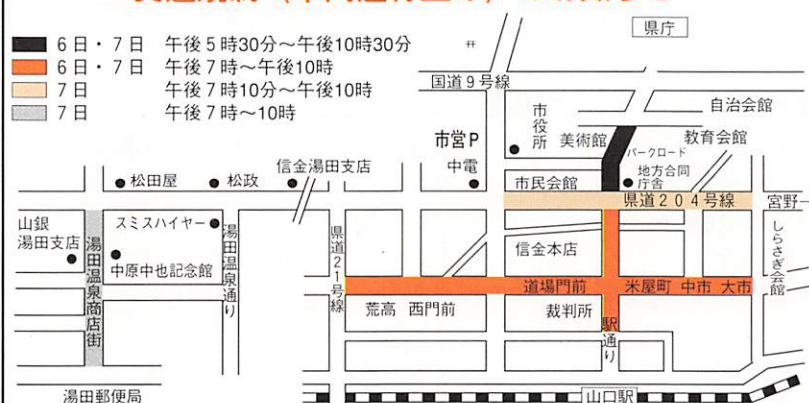 6日・7日 午後5時30分〜午後10時30分
6日・7日 午後7時〜午後10時
7日 午後7時10分〜午後10時
7日 午後7時〜10時
県庁
国道9号線
自治会館
市役所
美術館
教育会館
市営P
パークロード
中電
地方合同庁舎
信金湯田支店
松田屋
松政
市民会館
県道204号線
宮野
山銀
湯田支店
スミスハイヤー
湯田温泉通り
県道21号線
しらさぎ会館
湯田温泉商店街
中原中也記念館
信金本店
道場門前
米屋町
中市
大市
荒高
西門前
裁判所
駅通り
湯田郵便局
山口駅